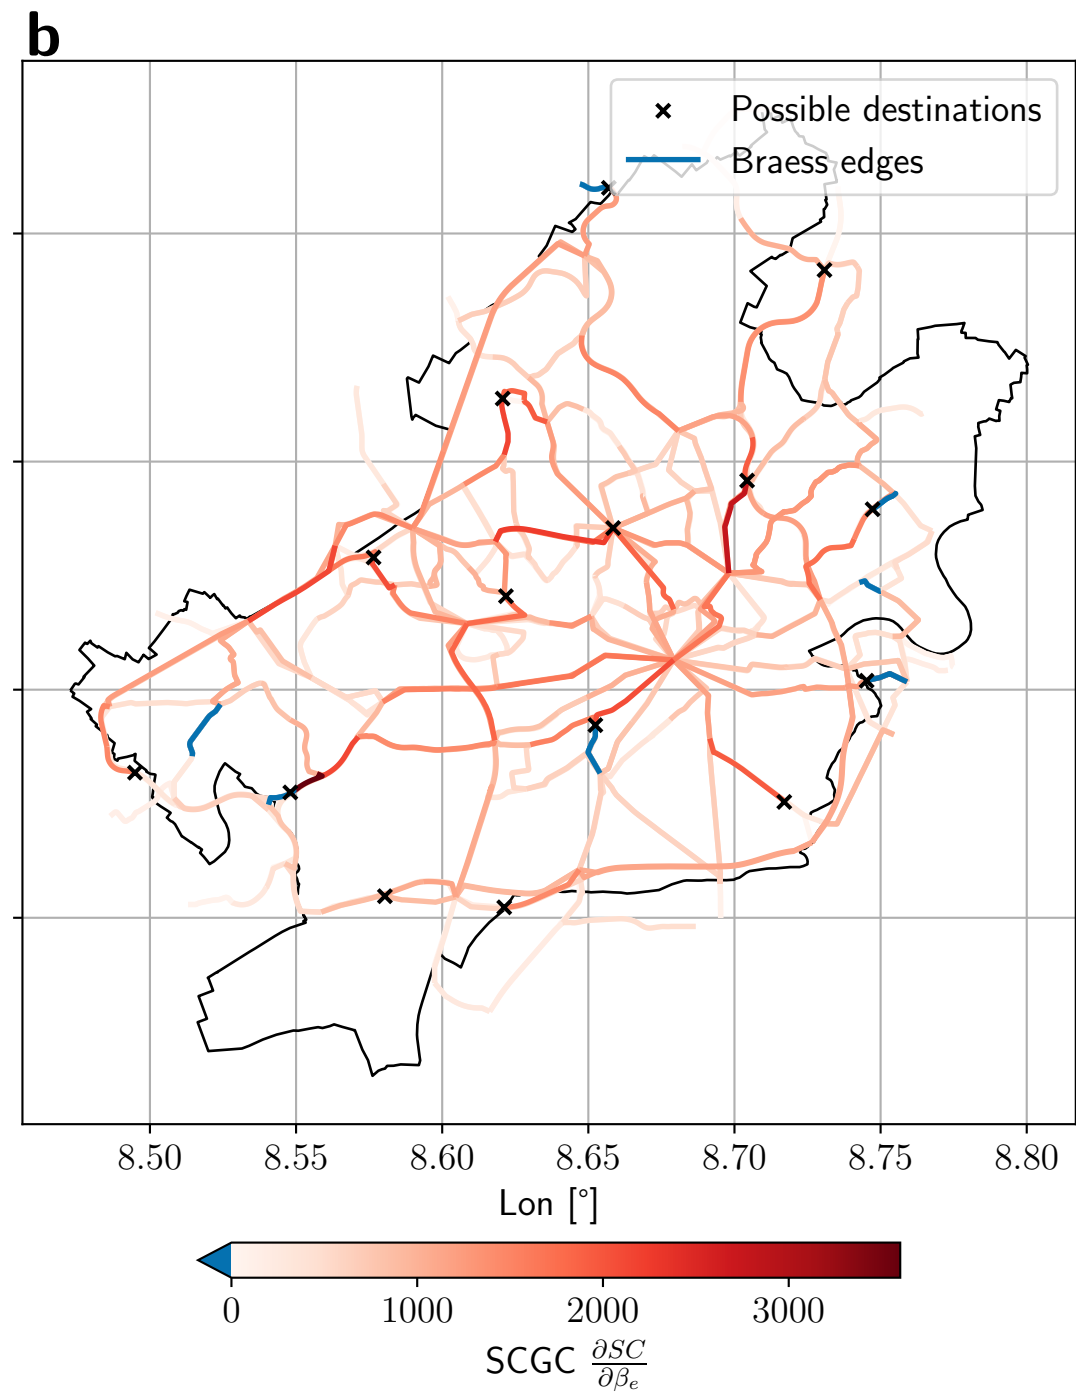 b
Possible destinations
Braess edges
8.50 8.55 8.60 8.65 8.70 8.75 8.80
Lon [°]
0 1000 2000 3000
SCGC ∂SC/∂βₑ